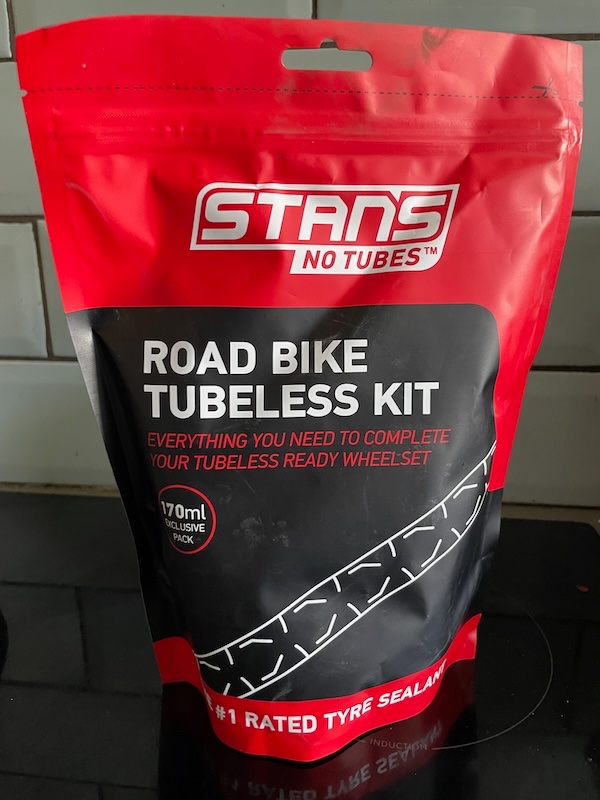 STANS
NO TUBES™
ROAD BIKE
TUBELESS KIT
EVERYTHING YOU NEED TO COMPLETE
YOUR TUBELESS READY WHEELSET
170ml
EXCLUSIVE
PACK
#1 RATED TYRE SEALANT
INDUCTION